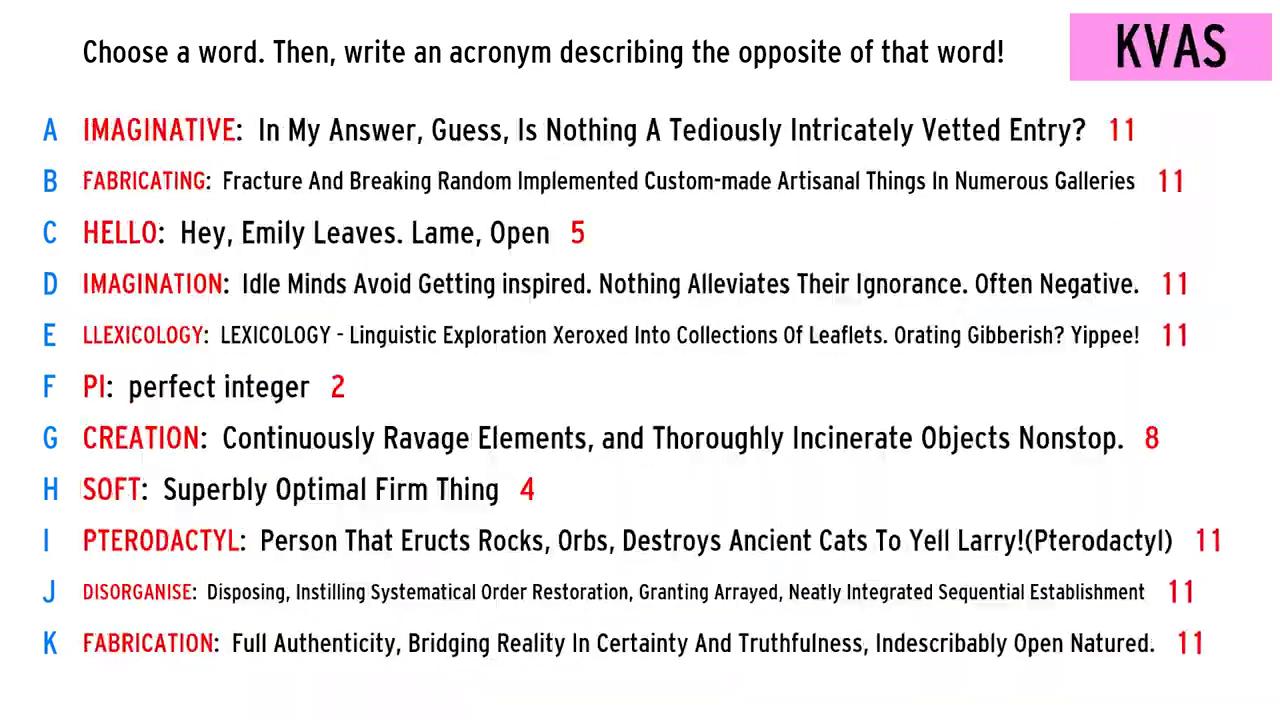 Choose a word. Then, write an acronym describing the opposite of that word!
KVAS
A IMAGINATIVE: In My Answer, Guess, Is Nothing A Tediously Intricately Vetted Entry? 11
B FABRICATING: Fracture And Breaking Random Implemented Custom-made Artisanal Things In Numerous Galleries 11
C HELLO: Hey, Emily Leaves. Lame, Open 5
D IMAGINATION: Idle Minds Avoid Getting inspired. Nothing Alleviates Their Ignorance. Often Negative. 11
E LLEXICOLOGY: LEXICOLOGY - Linguistic Exploration Xeroxed Into Collections Of Leaflets. Orating Gibberish? Yippee! 11
F PI: perfect integer 2
G CREATION: Continuously Ravage Elements, and Thoroughly Incinerate Objects Nonstop. 8
H SOFT: Superbly Optimal Firm Thing 4
I PTERODACTYL: Person That Eructs Rocks, Orbs, Destroys Ancient Cats To Yell Larry!(Pterodactyl) 11
J DISORGANISE: Disposing, Instilling Systematical Order Restoration, Granting Arrayed, Neatly Integrated Sequential Establishment 11
K FABRICATION: Full Authenticity, Bridging Reality In Certainty And Truthfulness, Indescribably Open Natured. 11